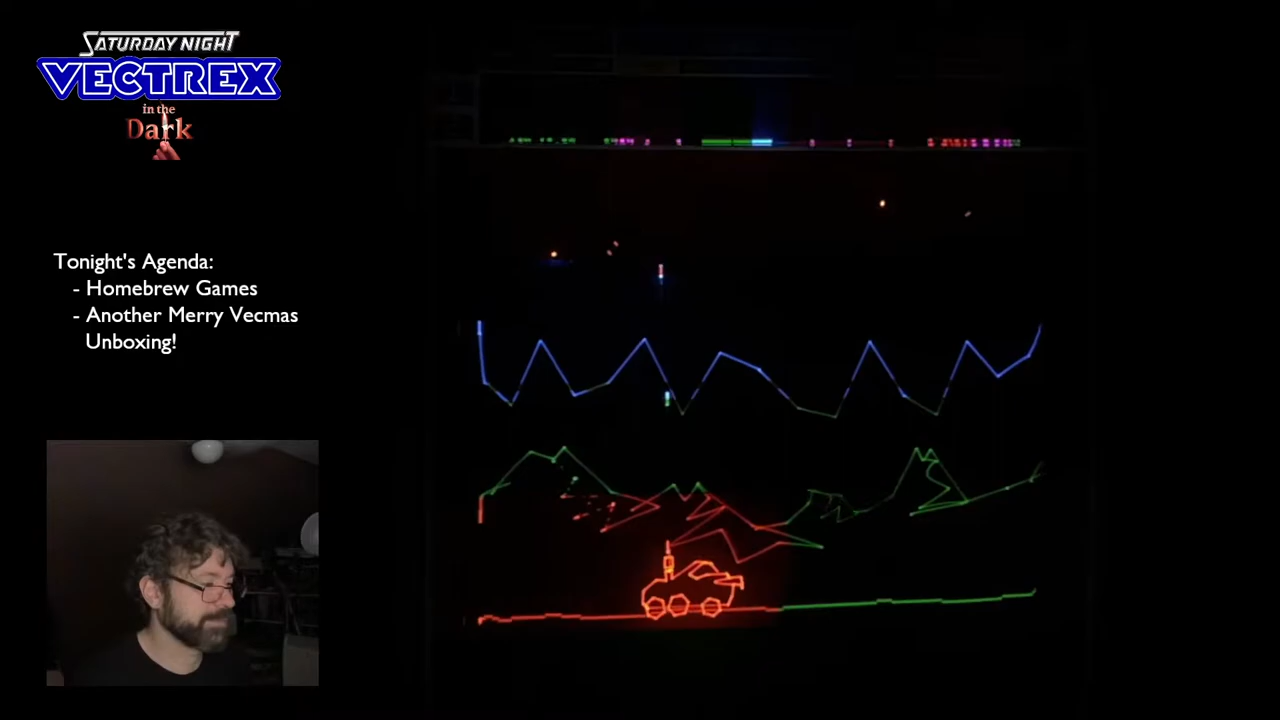 SATURDAY NIGHT
VECTREX
in the
Dark
Tonight's Agenda:
- Homebrew Games
- Another Merry Vecmas
Unboxing!